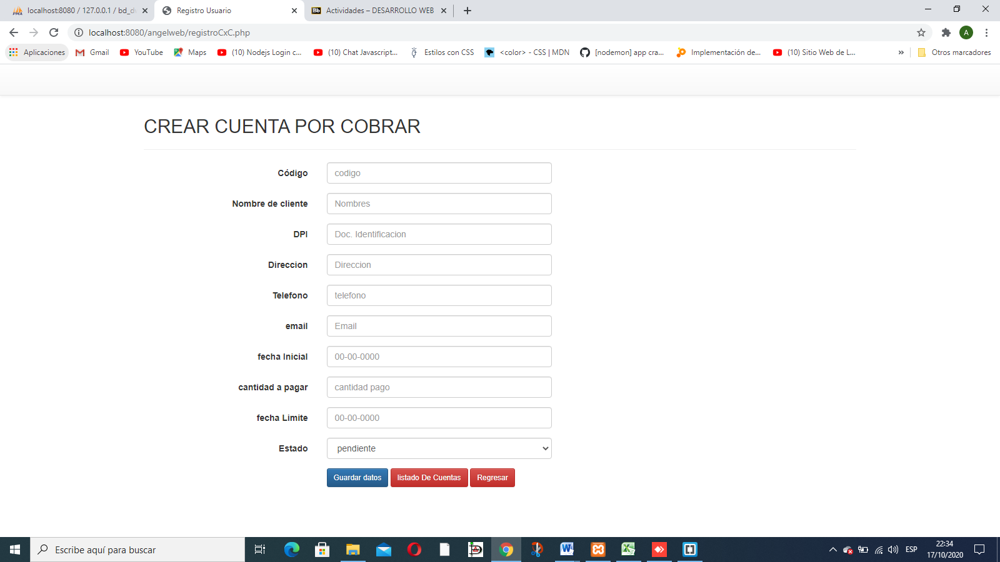 localhost:8080 / 127.0.0.1 / bd_d
Registro Usuario
Actividades – DESARROLLO WEB
localhost:8080/angelweb/registroCxC.php
A
Aplicaciones
Gmail
YouTube
Maps
(10) Nodejs Login c...
(10) Chat Javascript...
Estilos con CSS
<color> - CSS | MDN
[nodemon] app cra...
Implementación de...
(10) Sitio Web de L...
»
Otros marcadores
CREAR CUENTA POR COBRAR
Código
codigo
Nombre de cliente
Nombres
DPI
Doc. Identificacion
Direccion
Direccion
Telefono
telefono
email
Email
fecha Inicial
00-00-0000
cantidad a pagar
cantidad pago
fecha Limite
00-00-0000
Estado
pendiente
Guardar datos
listado De Cuentas
Regresar
Escribe aquí para buscar
ESP
22:34
17/10/2020